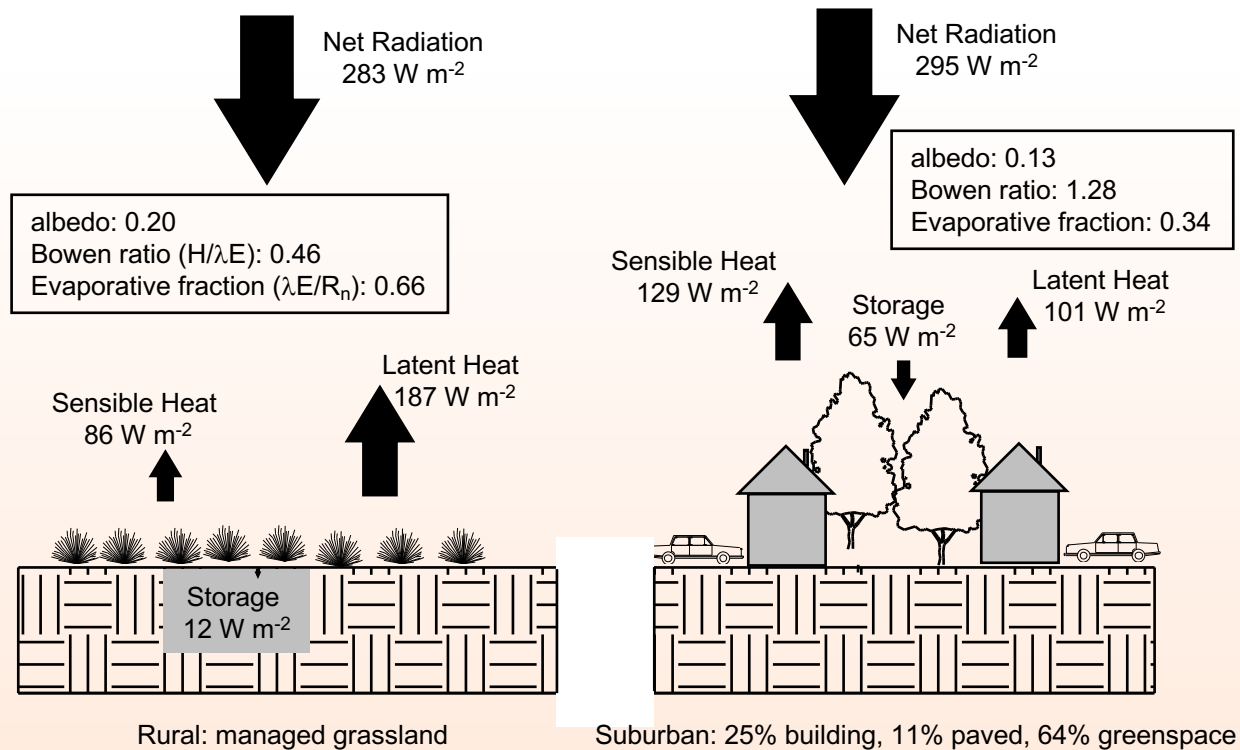 Net Radiation
283 W m-2
albedo: 0.20
Bowen ratio (H/λE): 0.46
Evaporative fraction (λE/Rn): 0.66
Sensible Heat
86 W m-2
Latent Heat
187 W m-2
Storage
12 W m-2
Rural: managed grassland
Net Radiation
295 W m-2
albedo: 0.13
Bowen ratio: 1.28
Evaporative fraction: 0.34
Sensible Heat
129 W m-2
Storage
65 W m-2
Latent Heat
101 W m-2
Suburban: 25% building, 11% paved, 64% greenspace